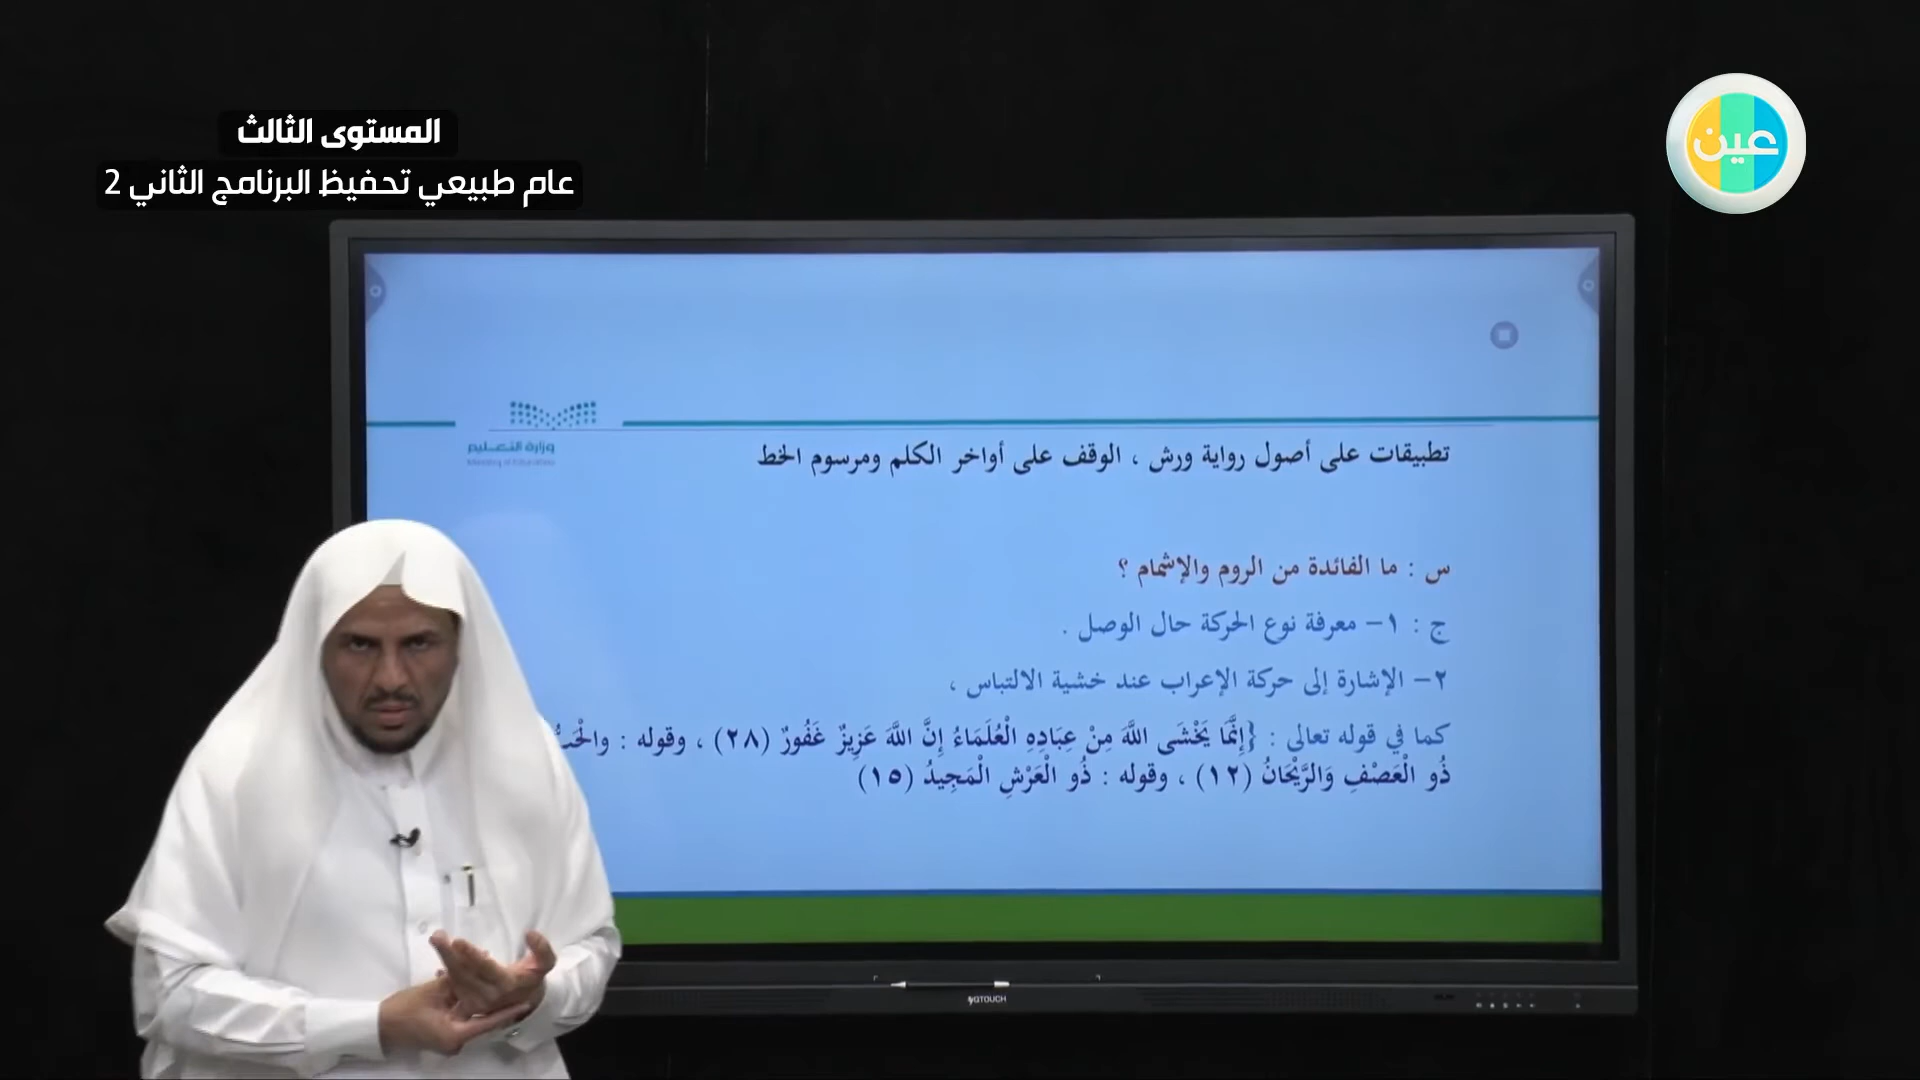 المستوى الثالث
عام طبيعي تحفيظ البرنامج الثاني 2
عين
وزارة التعليم
Ministry of Education
تطبيقات على أصول رواية ورش ، الوقف على أواخر الكلم ومرسوم الخط
س : ما الفائدة من الروم والإشمام ؟
ج : ١- معرفة نوع الحركة حال الوصل .
٢- الإشارة إلى حركة الإعراب عند خشية الالتباس ،
كما في قوله تعالى : {إِنَّمَا يَخْشَى اللَّهَ مِنْ عِبَادِهِ الْعُلَمَاءُ إِنَّ اللَّهَ عَزِيزٌ غَفُورٌ (٢٨) ، وقوله :
ذُو الْعَصْفِ وَالرَّيْحَانُ (١٢) ، وقوله : ذُو الْعَرْشِ الْمَجِيدُ (١٥)
QTOUCH